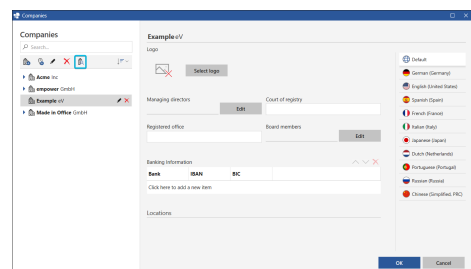 Companies
Companies
Search...
Acme inc
empower GmbH
Example eV
Made in Office GmbH
Example eV
Logo
Select logo
Managing directors
Edit
Court of registry
Registered office
Board members
Edit
Banking information
Bank IBAN BIC
Click here to add a new item
Locations
Default
German (Germany)
English (United States)
Spanish (Spain)
French (France)
Italian (Italy)
Japanese (Japan)
Dutch (Netherlands)
Portuguese (Portugal)
Russian (Russia)
Chinese (Simplified, PRC)
OK Cancel